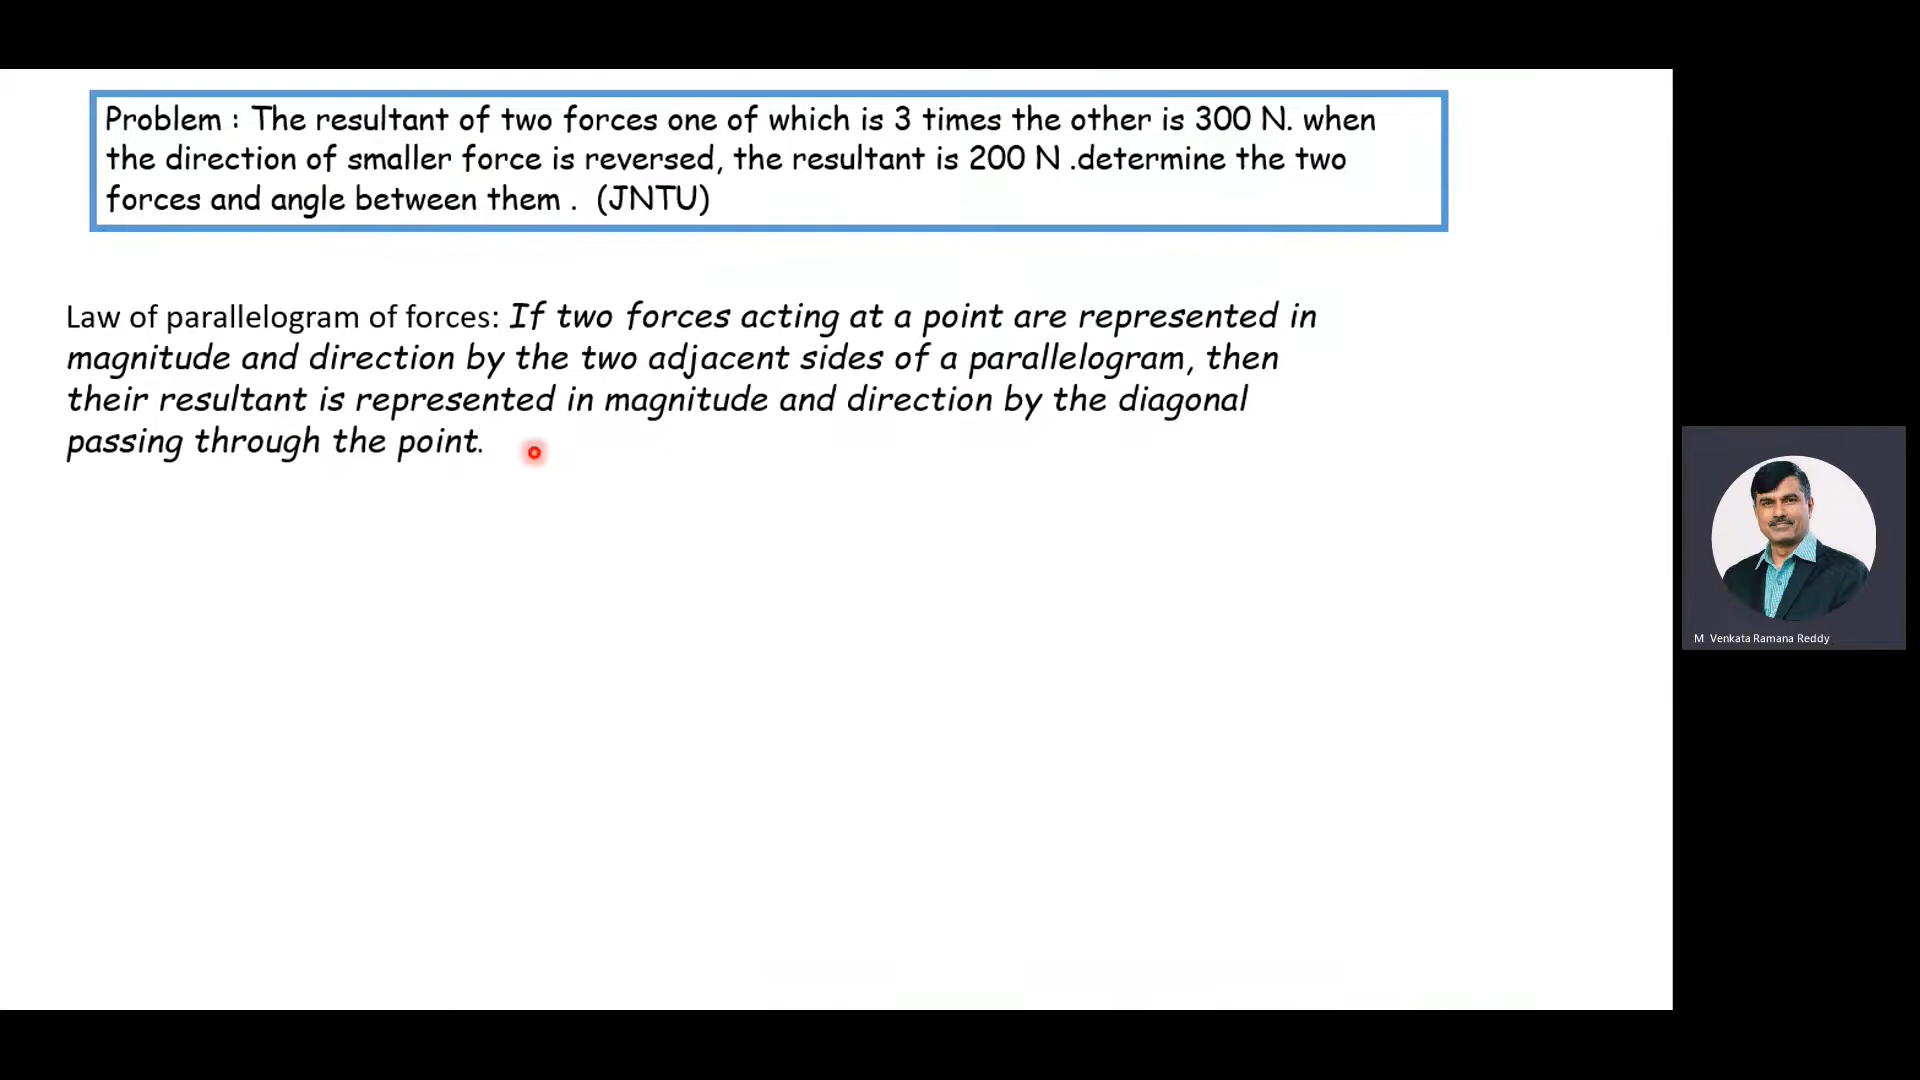 Problem : The resultant of two forces one of which is 3 times the other is 300 N. when
the direction of smaller force is reversed, the resultant is 200 N .determine the two
forces and angle between them .  (JNTU)
Law of parallelogram of forces: If two forces acting at a point are represented in
magnitude and direction by the two adjacent sides of a parallelogram, then
their resultant is represented in magnitude and direction by the diagonal
passing through the point.
M Venkata Ramana Reddy